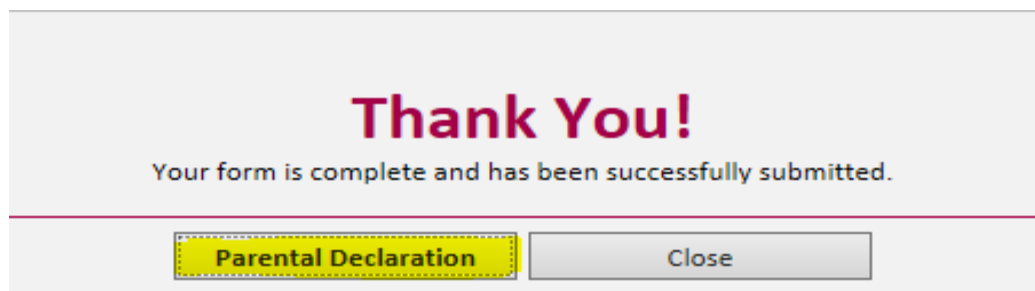 Thank You!
Your form is complete and has been successfully submitted.
Parental Declaration
Close